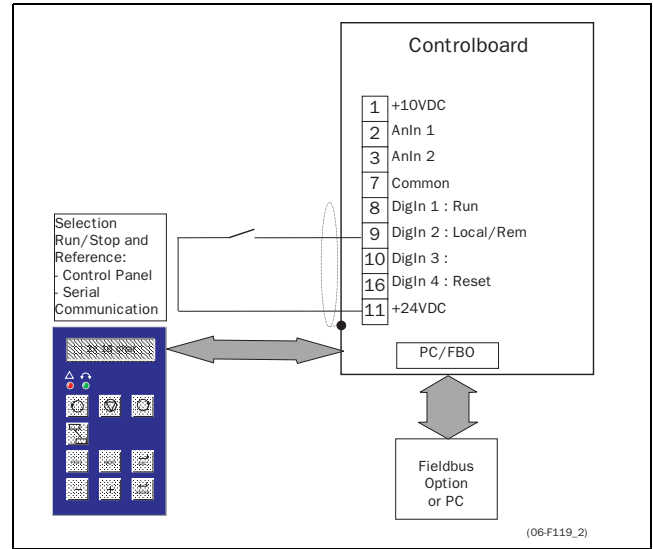 Controlboard
1 +10VDC
2 AnIn 1
3 AnIn 2
7 Common
8 DigIn 1 : Run
9 DigIn 2 : Local/Rem
10 DigIn 3 :
16 DigIn 4 : Reset
11 +24VDC
PC/FBO
Selection
Run/Stop and
Reference:
- Control Panel
- Serial
Communication
Fieldbus
Option
or PC
(06-F119_2)